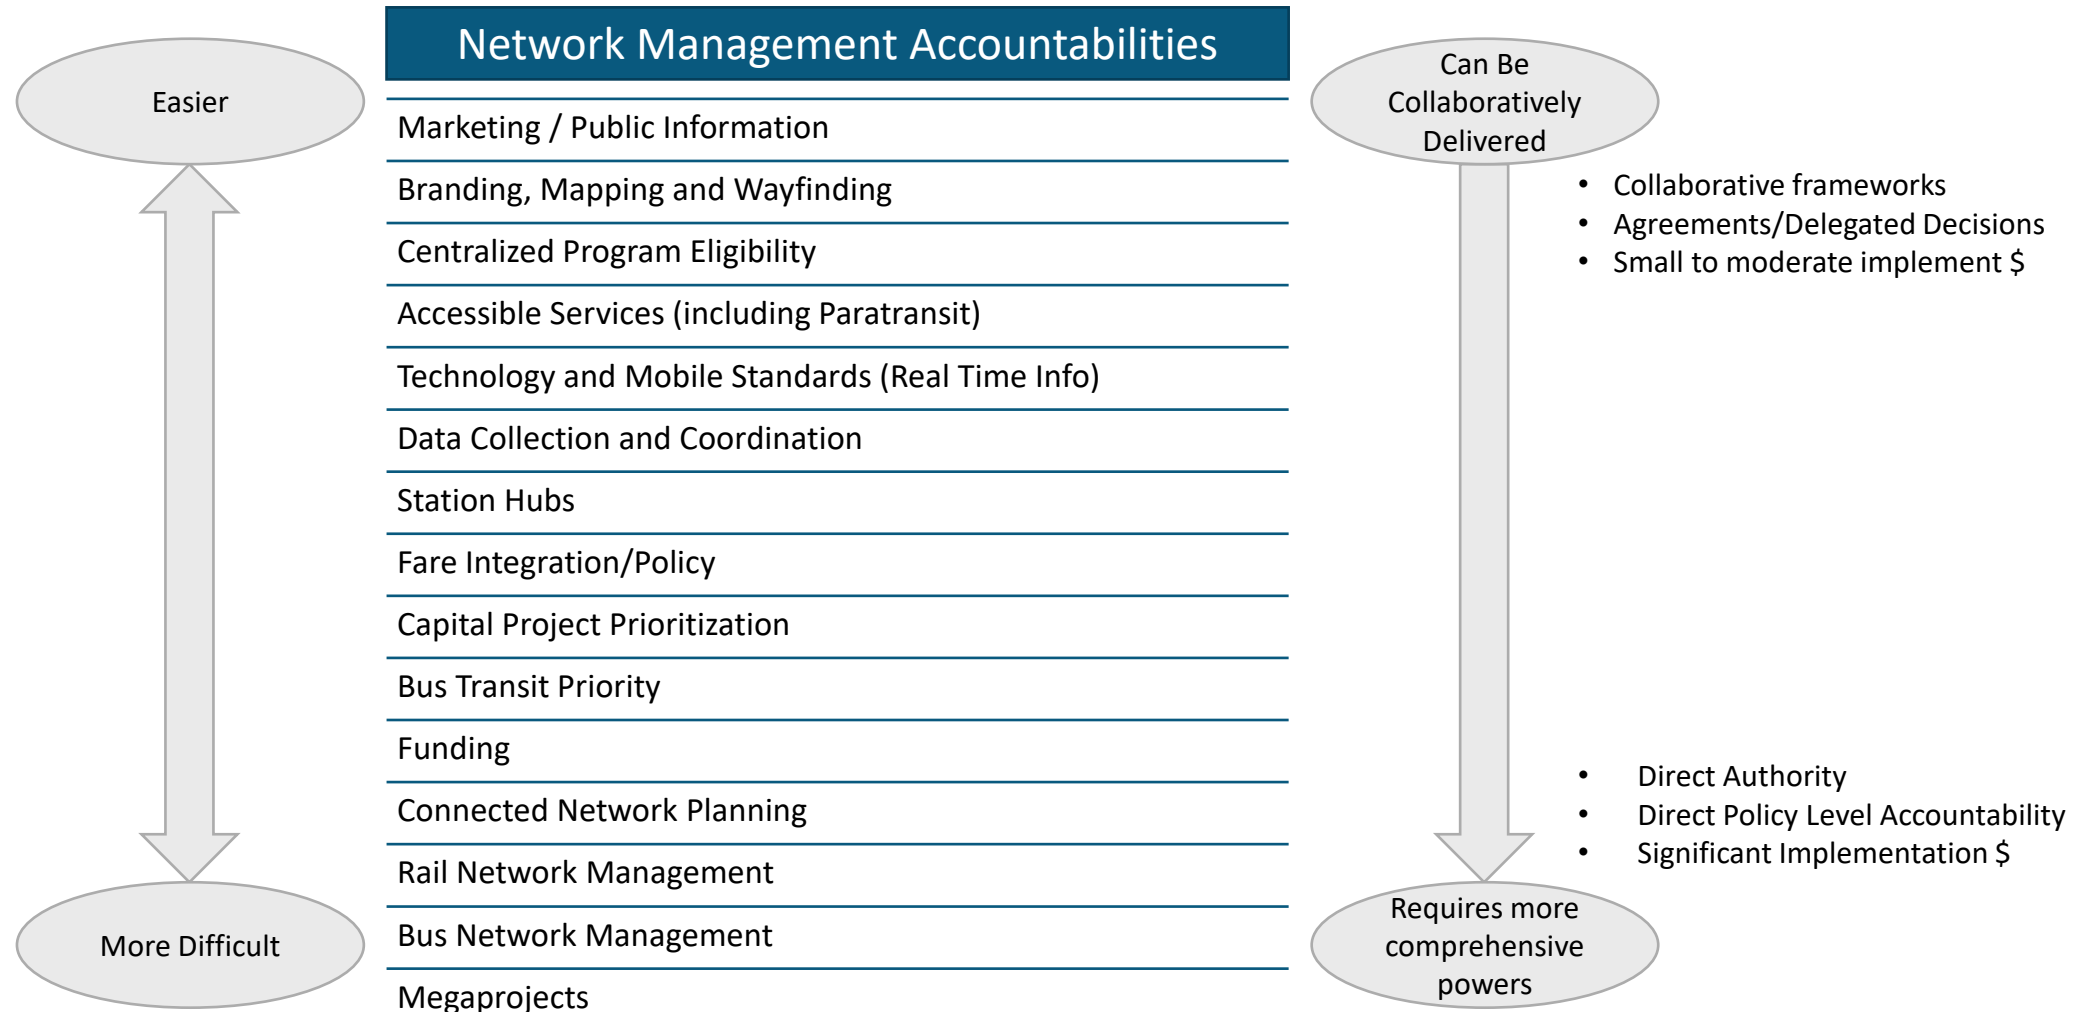 Network Management Accountabilities
Easier
Marketing / Public Information
Branding, Mapping and Wayfinding
Centralized Program Eligibility
Accessible Services (including Paratransit)
Technology and Mobile Standards (Real Time Info)
Data Collection and Coordination
Station Hubs
Fare Integration/Policy
Capital Project Prioritization
Bus Transit Priority
Funding
Connected Network Planning
Rail Network Management
Bus Network Management
Megaprojects
More Difficult
Can Be
Collaboratively
Delivered
• Collaborative frameworks
• Agreements/Delegated Decisions
• Small to moderate implement $
• Direct Authority
• Direct Policy Level Accountability
• Significant Implementation $
Requires more
comprehensive
powers